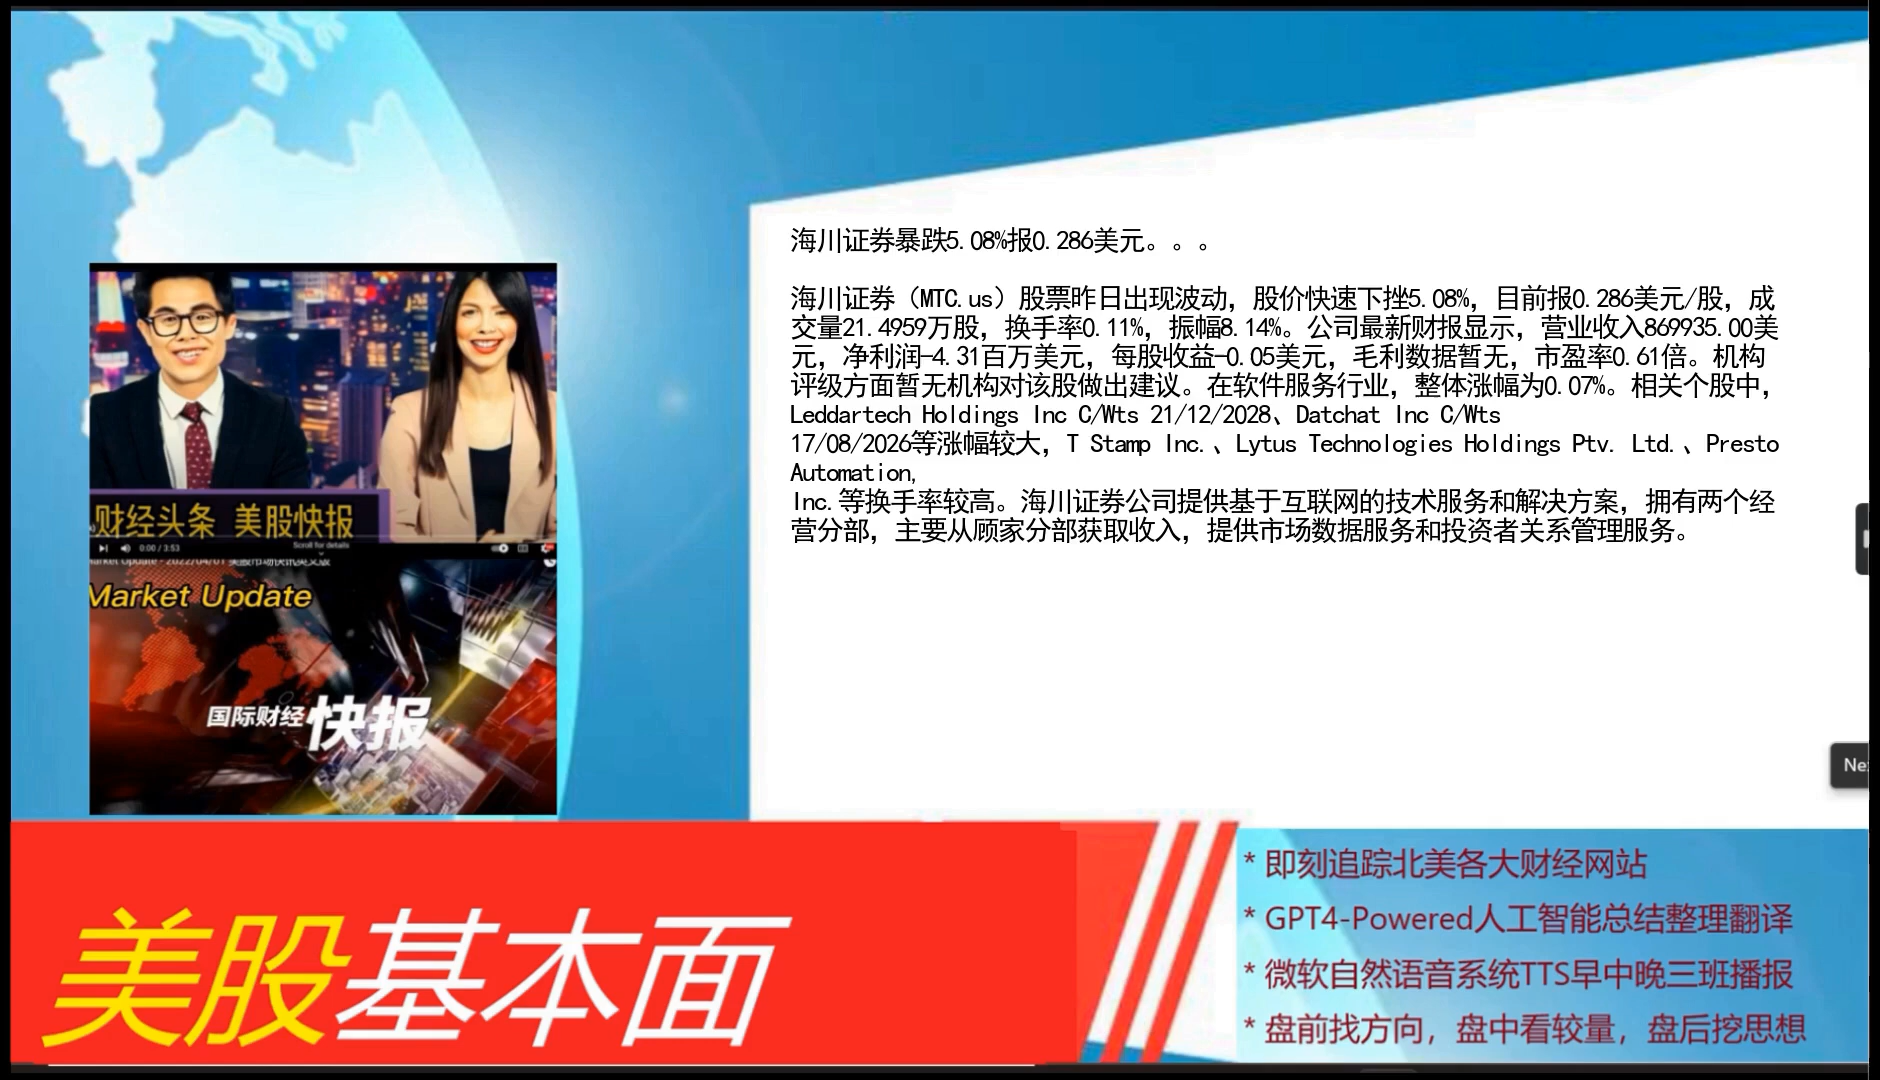 海川证券暴跌5.08%报0.286美元。。。
海川证券（MTC.us）股票昨日出现波动，股价快速下挫5.08%，目前报0.286美元/股，成
交量21.4959万股，换手率0.11%，振幅8.14%。公司最新财报显示，营业收入869935.00美
元，净利润-4.31百万美元，每股收益-0.05美元，毛利数据暂无，市盈率0.61倍。机构
评级方面暂无机构对该股做出建议。在软件服务行业，整体涨幅为0.07%。相关个股中，
Leddartech Holdings Inc C/Wts 21/12/2028、Datchat Inc C/Wts
17/08/2026等涨幅较大，T Stamp Inc.、Lytus Technologies Holdings Ptv. Ltd.、Presto
Automation,
Inc.等换手率较高。海川证券公司提供基于互联网的技术服务和解决方案，拥有两个经
营分部，主要从顾家分部获取收入，提供市场数据服务和投资者关系管理服务。
财经头条 美股快报
0:00 / 3:53
Scroll for details
Market Update
国际财经快报
美股基本面
* 即刻追踪北美各大财经网站
* GPT4-Powered人工智能总结整理翻译
* 微软自然语音系统TTS早中晚三班播报
* 盘前找方向，盘中看较量，盘后挖思想